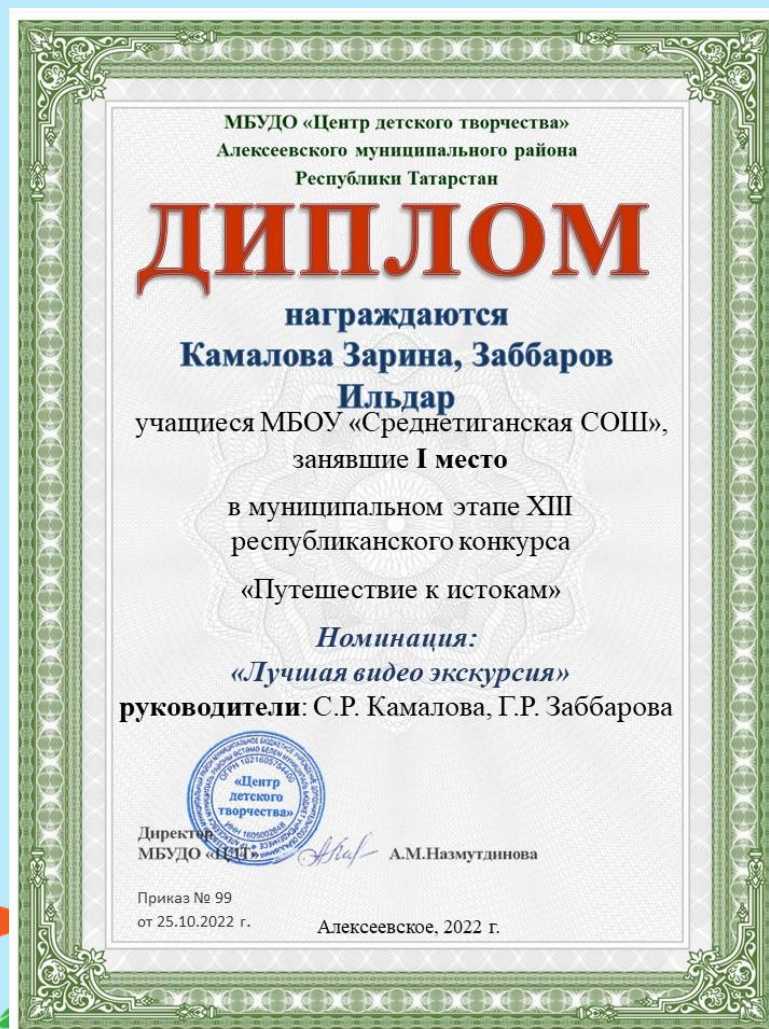 МБУДО «Центр детского творчества»
Алексеевского муниципального района
Республики Татарстан
ДИПЛОМ
награждаются
Камалова Зарина, Заббаров
Ильдар
учащиеся МБОУ «Среднетиганская СОШ»,
занявшие I место
в муниципальном этапе XIII
республиканского конкурса
«Путешествие к истокам»
Номинация:
«Лучшая видео экскурсия»
руководители: С.Р. Камалова, Г.Р. Заббарова
ОГРН 1021605754400
«Центр
детского
творчества»
Директор
МБУДО «ЦДТ» А.М.Назмутдинова
Приказ № 99
от 25.10.2022 г.
Алексеевское, 2022 г.